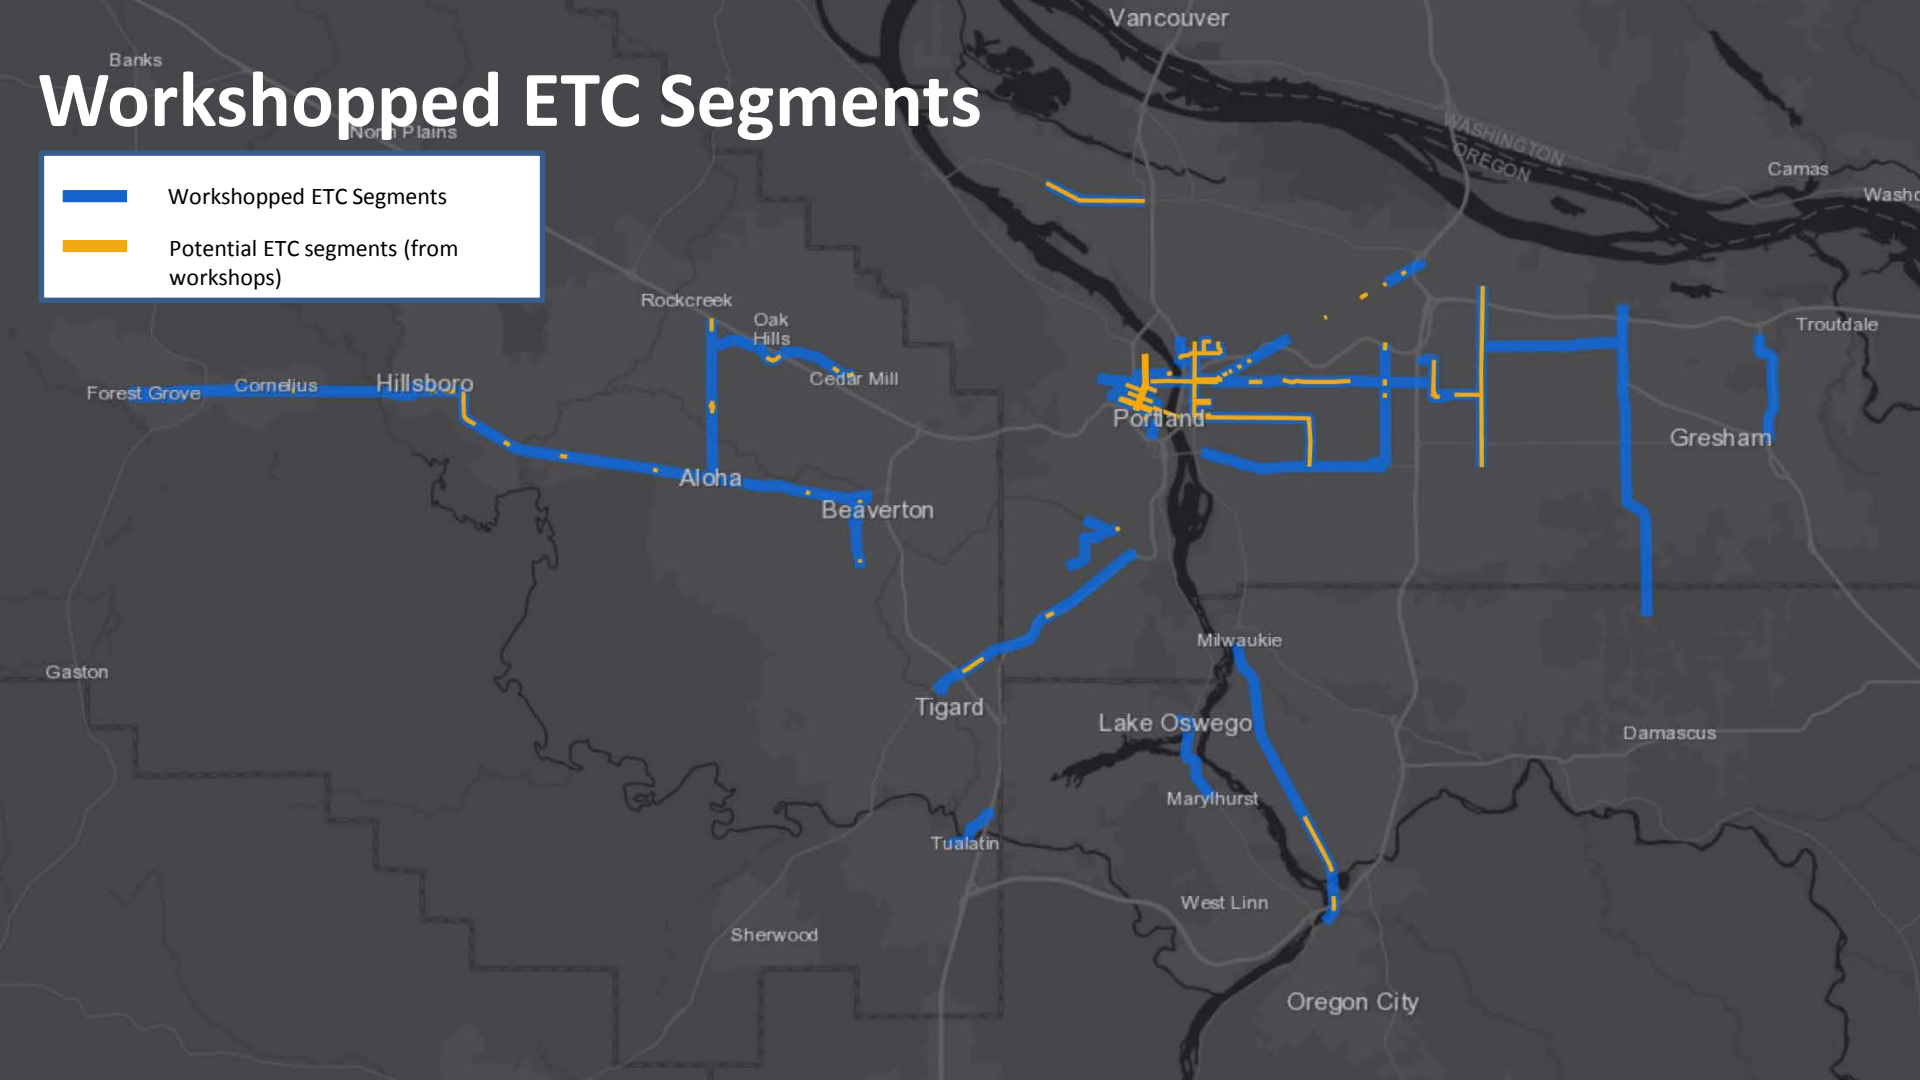 Vancouver
Banks
Workshopped ETC Segments
North Plains
WASHINGTON
OREGON
Camas
Workshopped ETC Segments
Potential ETC segments (from
workshops)
Rockcreek
Oak
Hills
Troutdale
Cedar Mill
Forest Grove
Cornelius
Hillsboro
Portland
Gresham
Aloha
Beaverton
Milwaukie
Gaston
Tigard
Lake Oswego
Damascus
Marylhurst
Tualatin
West Linn
Sherwood
Oregon City